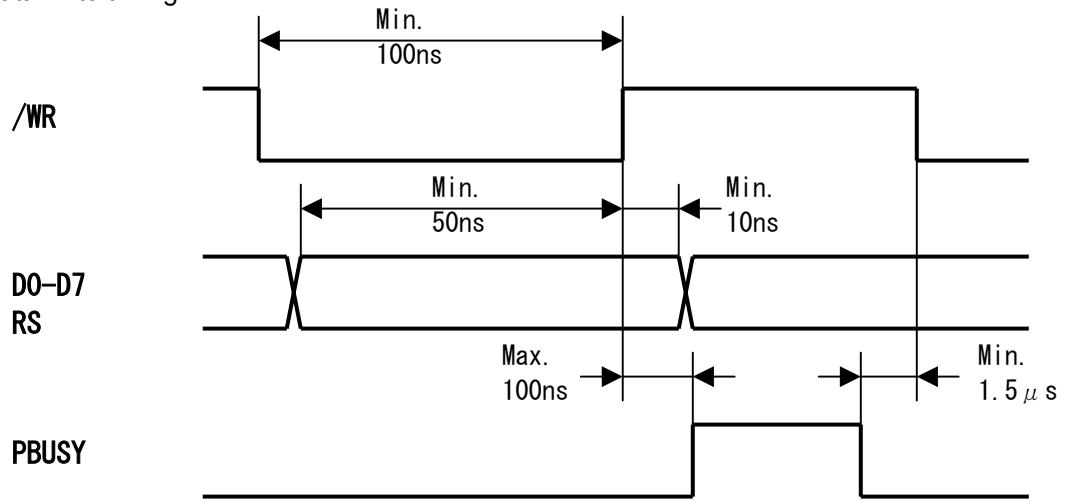 Min.
100ns
/WR
Min.
50ns
Min.
10ns
D0-D7
RS
Max.
100ns
Min.
1.5μs
PBUSY